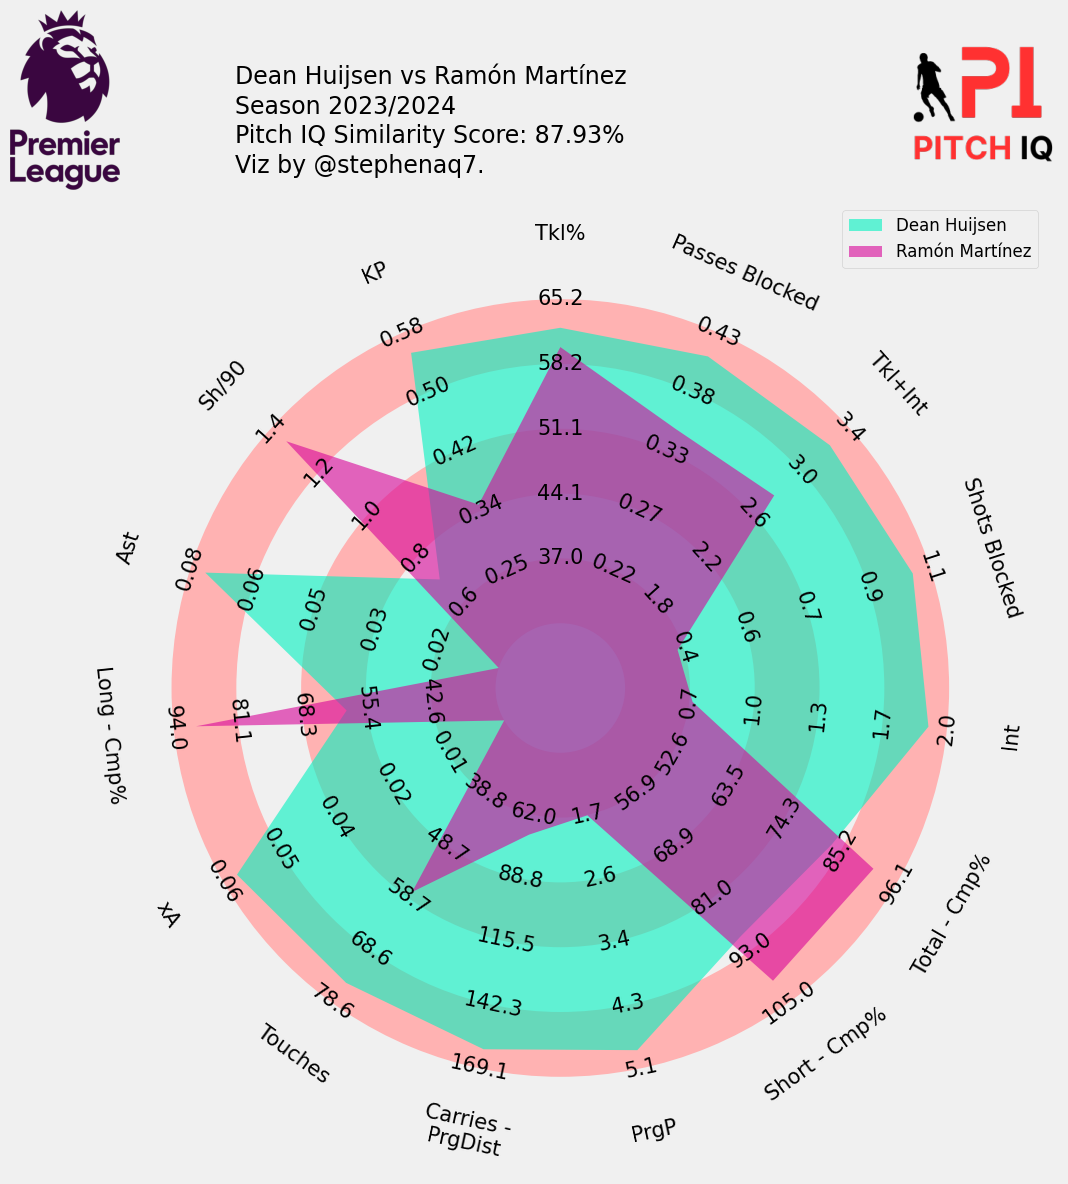 Premier
League
Dean Huijsen vs Ramón Martínez
Season 2023/2024
Pitch IQ Similarity Score: 87.93%
Viz by @stephenaq7.
PI
PITCH IQ
Dean Huijsen
Ramón Martínez
Tkl%
65.2
58.2
51.1
44.1
37.0
Passes Blocked
0.43
0.38
0.33
0.27
0.22
Tkl+Int
3.4
3.0
2.6
2.2
1.8
Shots Blocked
1.1
0.9
0.7
0.6
0.4
Int
2.0
1.7
1.3
1.0
0.7
Total - Cmp%
96.1
85.2
74.3
63.5
52.6
Short - Cmp%
105.0
93.0
81.0
68.9
56.9
PrgP
5.1
4.3
3.4
2.6
1.7
Carries -
PrgDist
169.1
142.3
115.5
88.8
62.0
Touches
78.6
68.6
58.7
48.7
38.8
xA
0.06
0.05
0.04
0.02
0.01
Long - Cmp%
94.0
81.1
68.3
55.4
42.6
Ast
0.08
0.06
0.05
0.03
0.02
Sh/90
1.4
1.2
1.0
0.8
0.6
KP
0.58
0.50
0.42
0.34
0.25